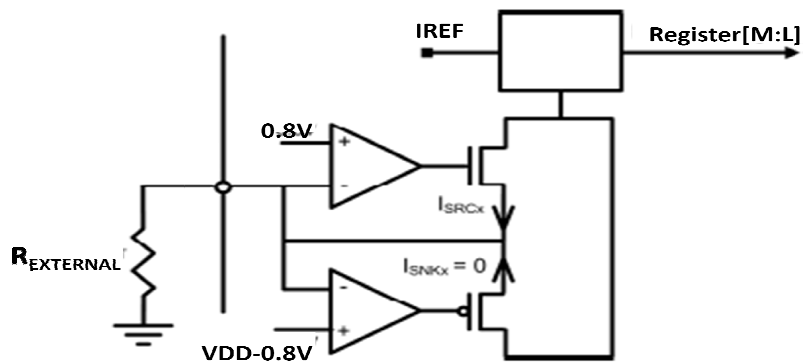 IREF
Register[M:L]
0.8V
+
-
ISRCx
REXTERNAL
ISNKx = 0
-
+
VDD-0.8V